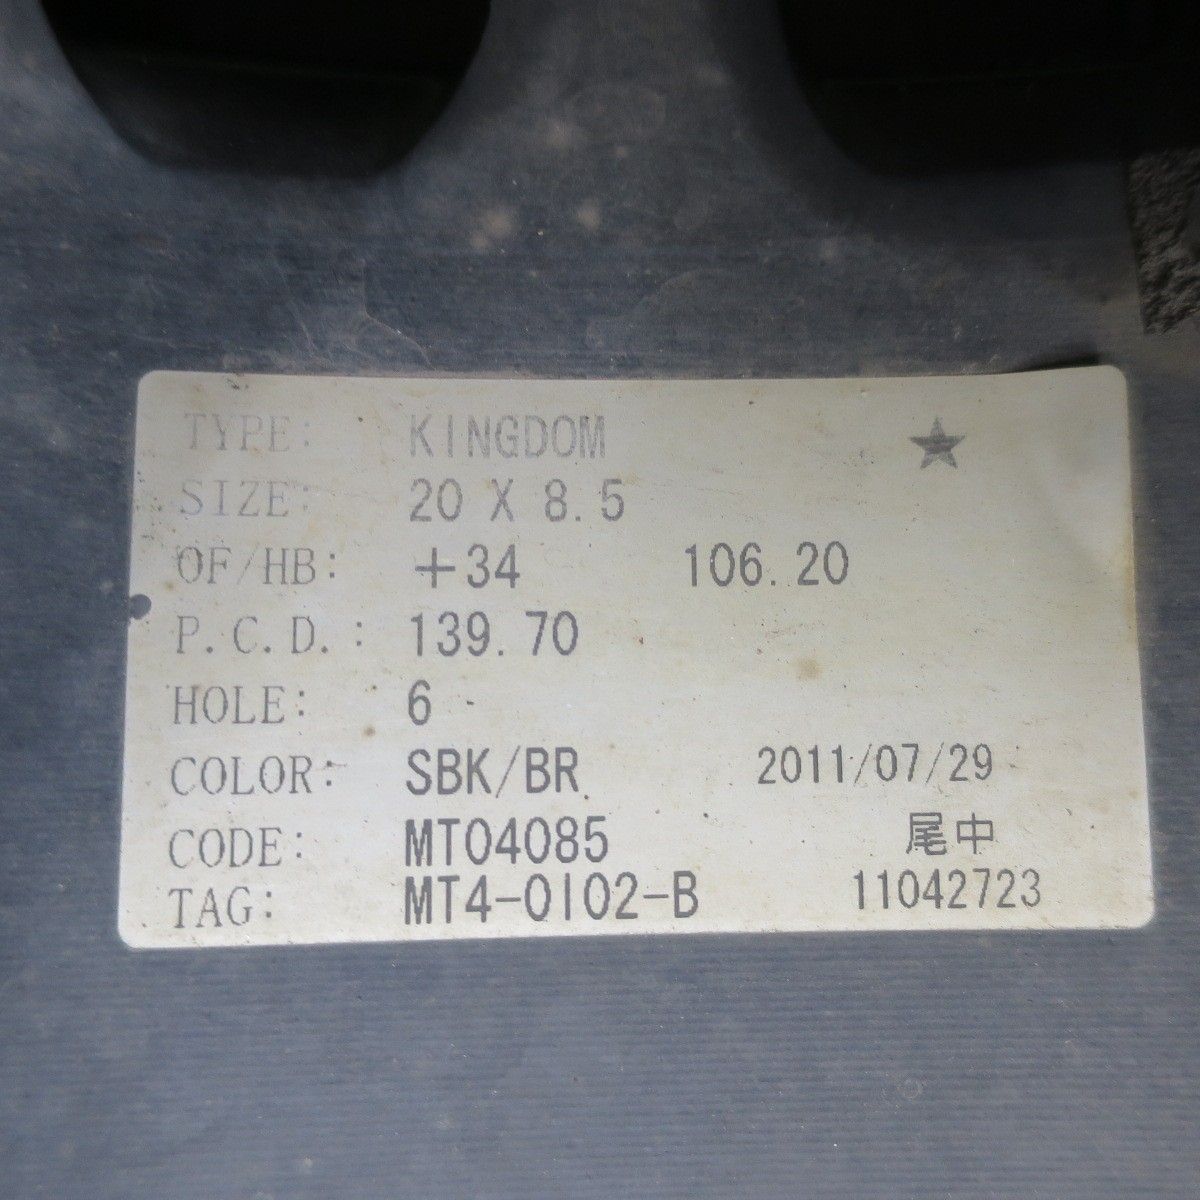 TYPE: KINGDOM ★
SIZE: 20 X 8.5
OF/HB: +34 106.20
P.C.D.: 139.70
HOLE: 6
COLOR: SBK/BR 2011/07/29
CODE: MT04085 尾中
TAG: MT4-0102-B 11042723